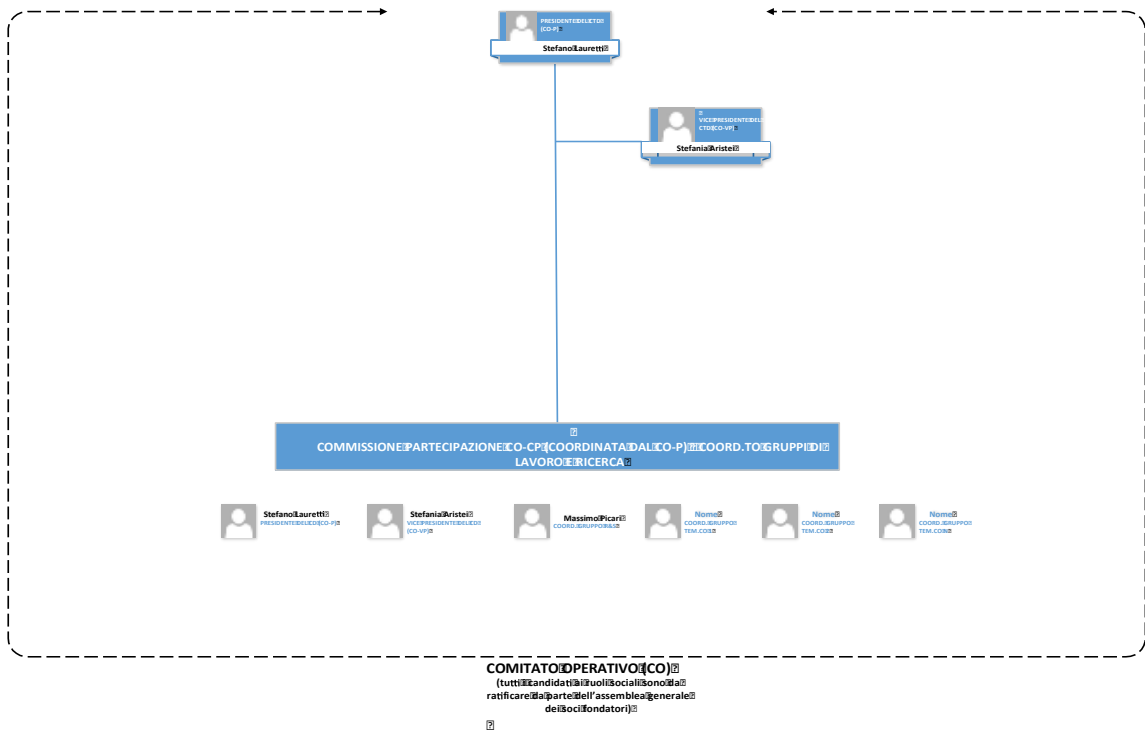 PRESIDENTE DEL CTO
(CO-P)
Stefano Lauretti
VICE PRESIDENTE DEL
CTD (CO-VP)
Stefania Aristei
COMMISSIONE PARTECIPAZIONE CO-CP (COORDINATA DAL CO-P) COORD.TO GRUPPI DI
LAVORO E RICERCA
Stefano Lauretti
PRESIDENTE DEL CD (CO-P)
Stefania Aristei
VICE PRESIDENTE DEL CD
(CO-VP)
Massimo Picari
COORD. GRUPPO R&S
Nome
COORD. GRUPPO
TEM.CO
Nome
COORD. GRUPPO
TEM.CO
Nome
COORD. GRUPPO
TEM.CO
COMITATO OPERATIVO (CO)
(tutti i candidati ai ruoli sociali sono da
ratificare da parte dell'assemblea generale
dei soci fondatori)